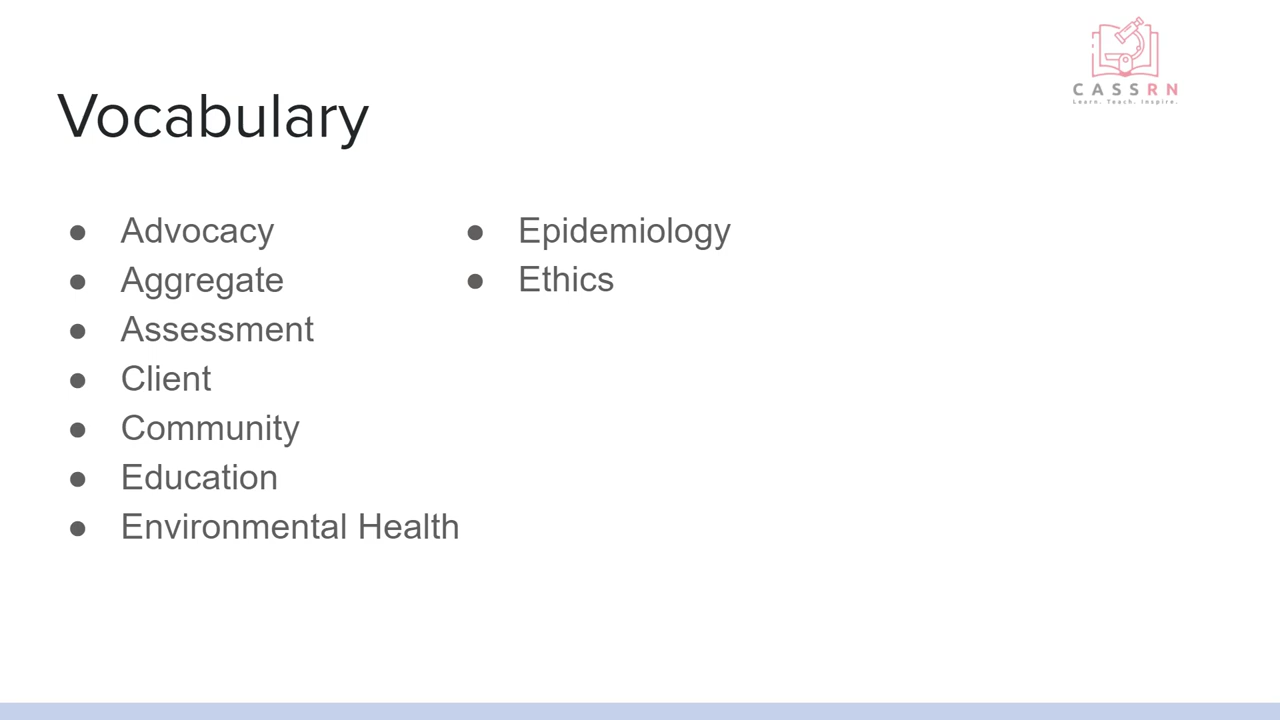 CASSRN
Learn. Teach. Inspire.
Vocabulary
● Advocacy
● Aggregate
● Assessment
● Client
● Community
● Education
● Environmental Health
● Epidemiology
● Ethics